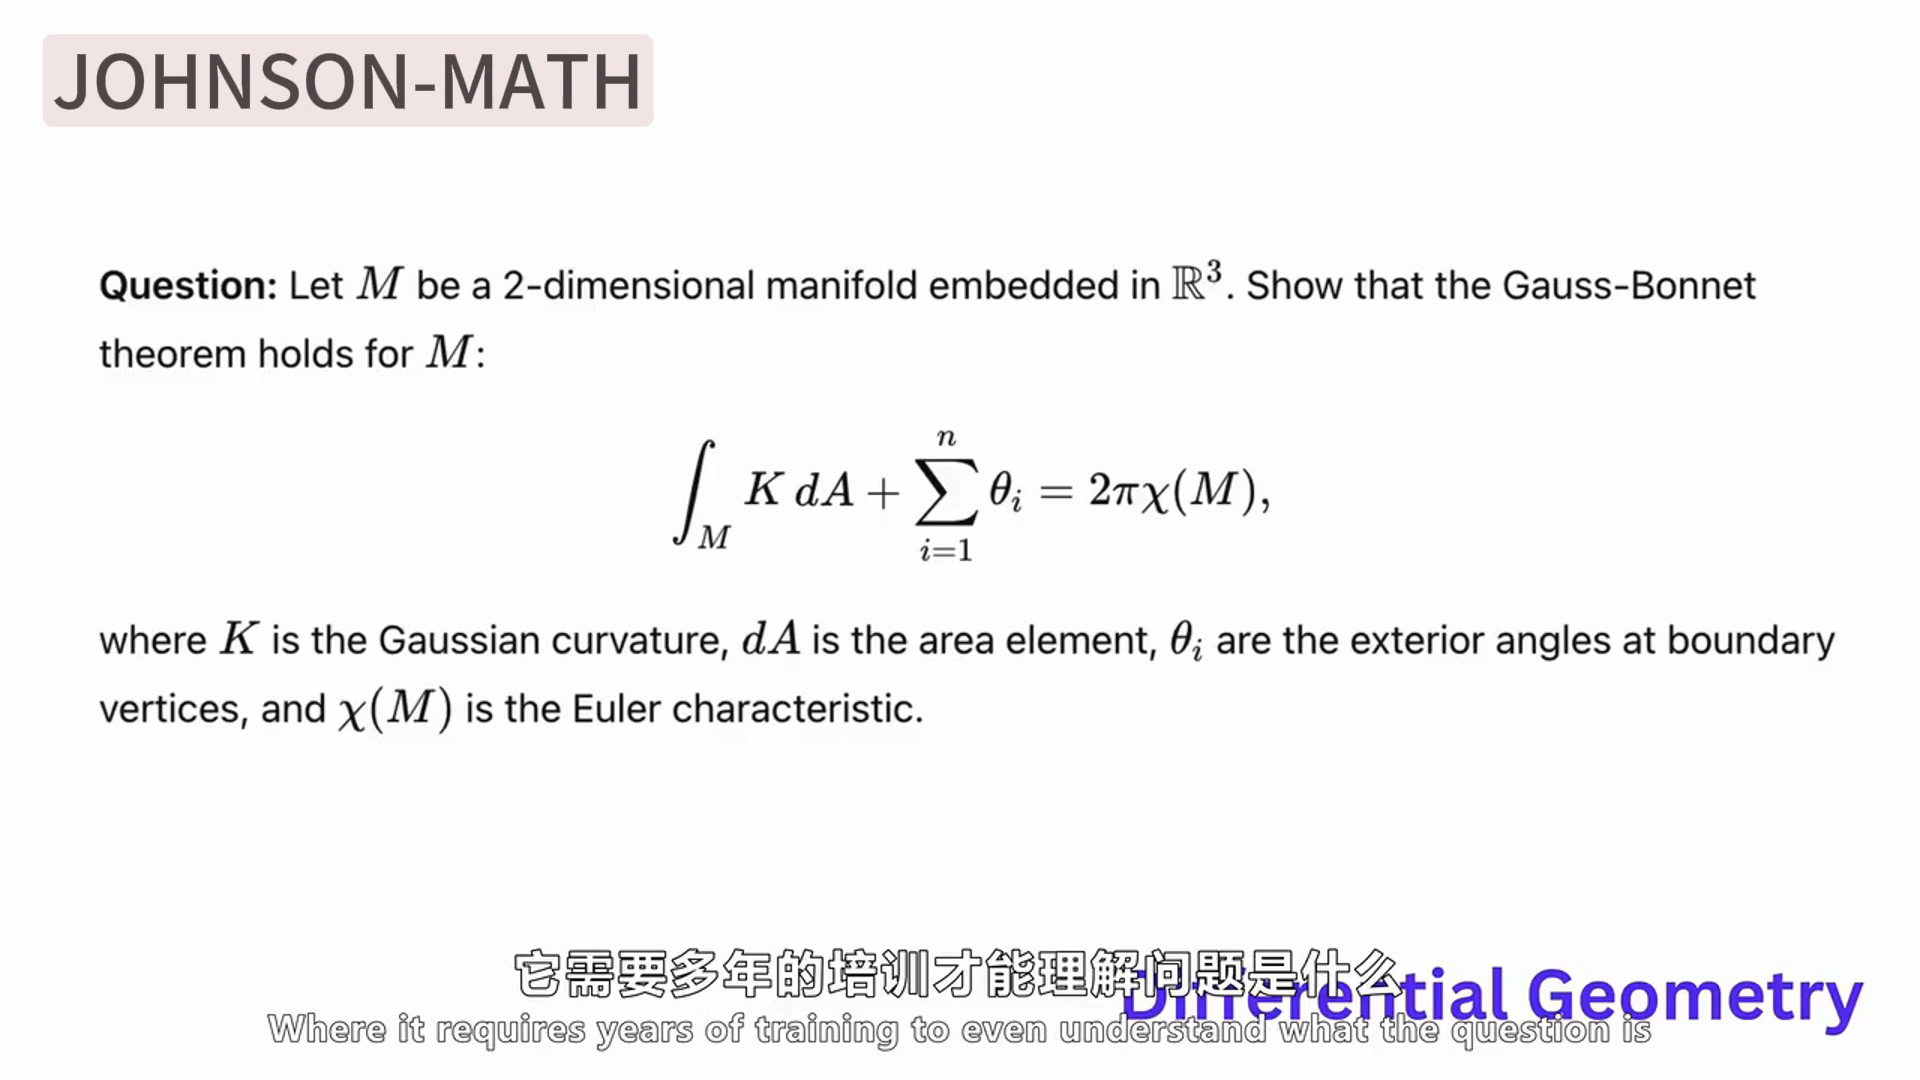 JOHNSON-MATH
Question: Let M be a 2-dimensional manifold embedded in ℝ³. Show that the Gauss-Bonnet
theorem holds for M:
∫_M K dA + ∑_{i=1}^{n} θ_i = 2πχ(M),
where K is the Gaussian curvature, dA is the area element, θ_i are the exterior angles at boundary
vertices, and χ(M) is the Euler characteristic.
它需要多年的培训才能理解问题是什么
Differential Geometry
Where it requires years of training to even understand what the question is